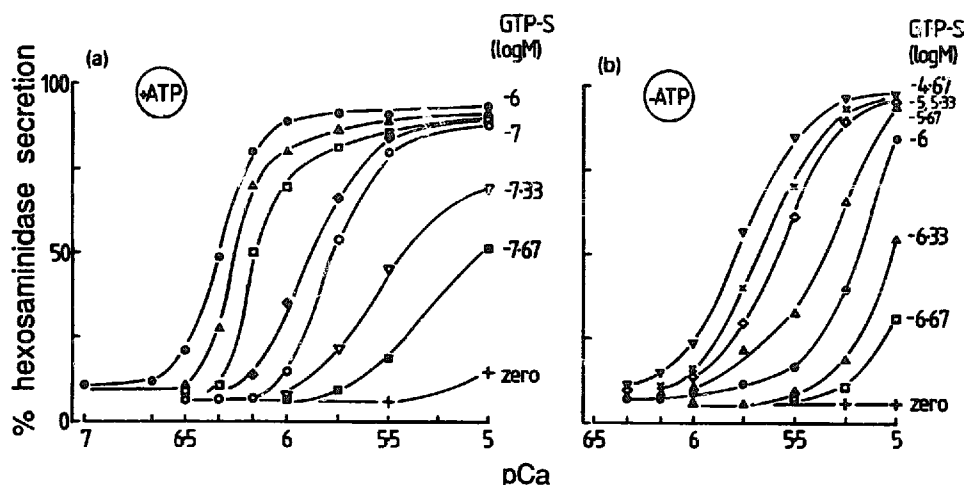 GTP-S
(logM)
(a)
+ATP
100
50
0
% hexosaminidase secretion
-6
-7
-7·33
-7·67
zero
7
6·5
6
5·5
5
GTP-S
(logM)
(b)
-ATP
-4·67
-5, 5·33
-5·67
-6
-6·33
-6·67
zero
6·5
6
5·5
5
pCa